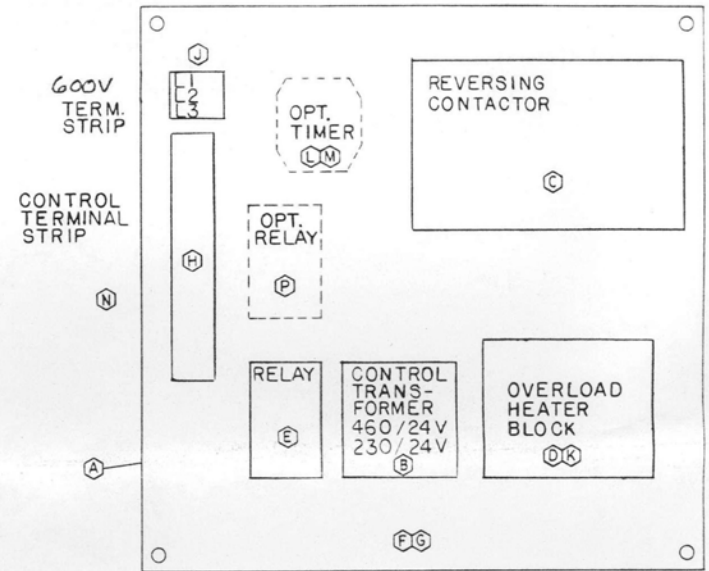 J
600V
TERM.
STRIP
L1
L2
L3
OPT.
TIMER
L M
REVERSING
CONTACTOR
C
CONTROL
TERMINAL
STRIP
N
H
OPT.
RELAY
P
RELAY
E
CONTROL
TRANS-
FORMER
460/24V
230/24V
B
OVERLOAD
HEATER
BLOCK
D K
A
F G